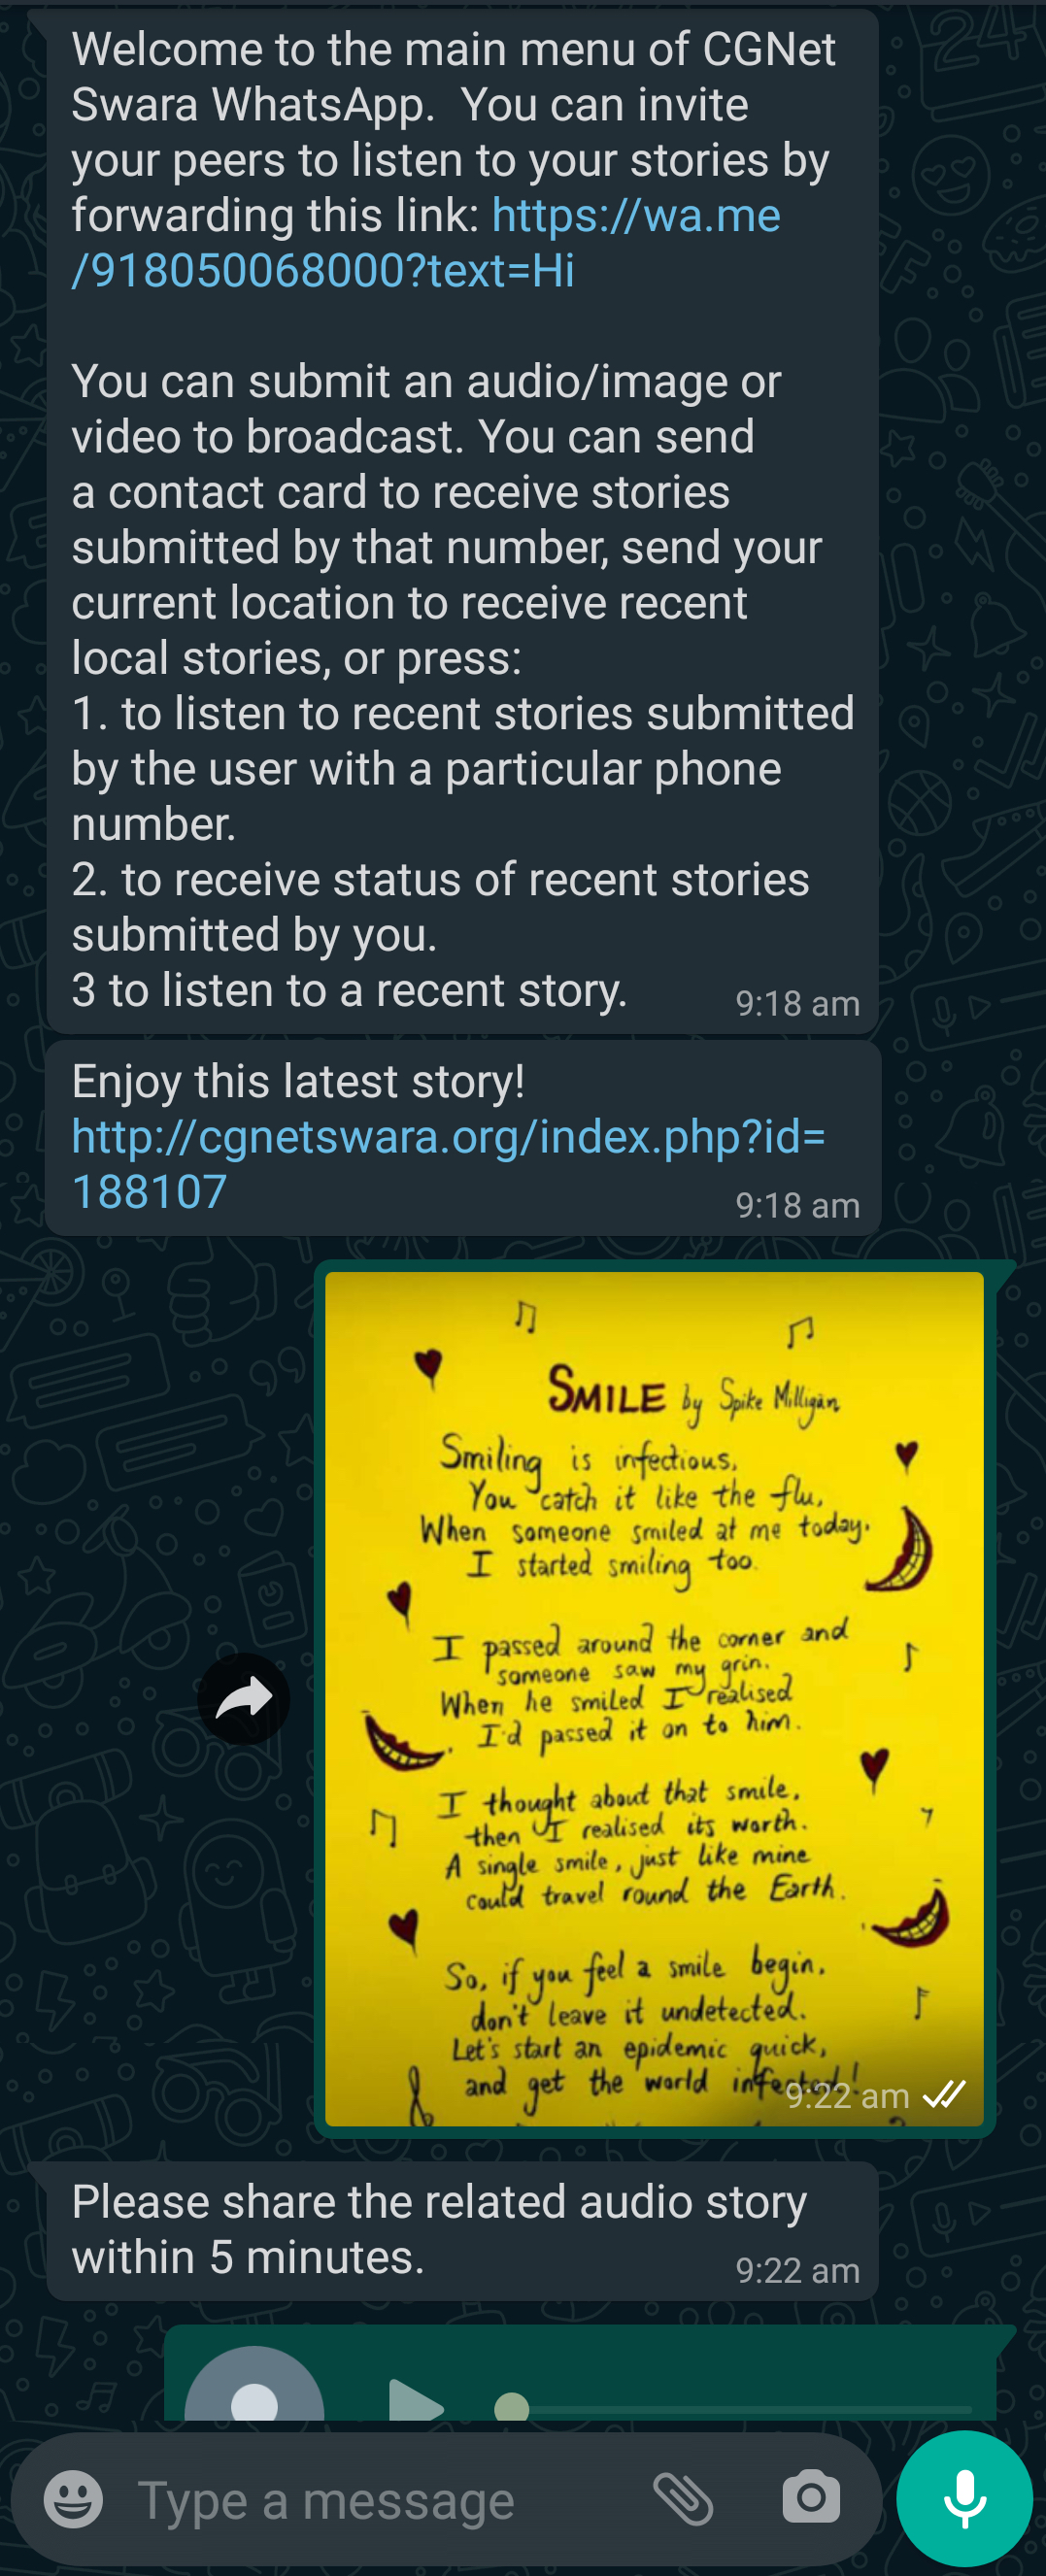 Welcome to the main menu of CGNet
Swara WhatsApp.  You can invite
your peers to listen to your stories by
forwarding this link: https://wa.me
/918050068000?text=Hi
You can submit an audio/image or
video to broadcast. You can send
a contact card to receive stories
submitted by that number, send your
current location to receive recent
local stories, or press:
1. to listen to recent stories submitted
by the user with a particular phone
number.
2. to receive status of recent stories
submitted by you.
3 to listen to a recent story.
9:18 am
Enjoy this latest story!
http://cgnetswara.org/index.php?id=
188107
9:18 am
SMILE by Spike Milligan
Smiling is infectious,
You catch it like the flu,
When someone smiled at me today.
I started smiling too.
I passed around the corner and
someone saw my grin.
When he smiled I realised
I'd passed it on to him.
I thought about that smile,
then I realised its worth.
A single smile, just like mine
could travel round the Earth.
So, if you feel a smile begin,
don't leave it undetected.
Let's start an epidemic quick,
and get the world infected!
9:22 am
Please share the related audio story
within 5 minutes.
9:22 am
Type a message